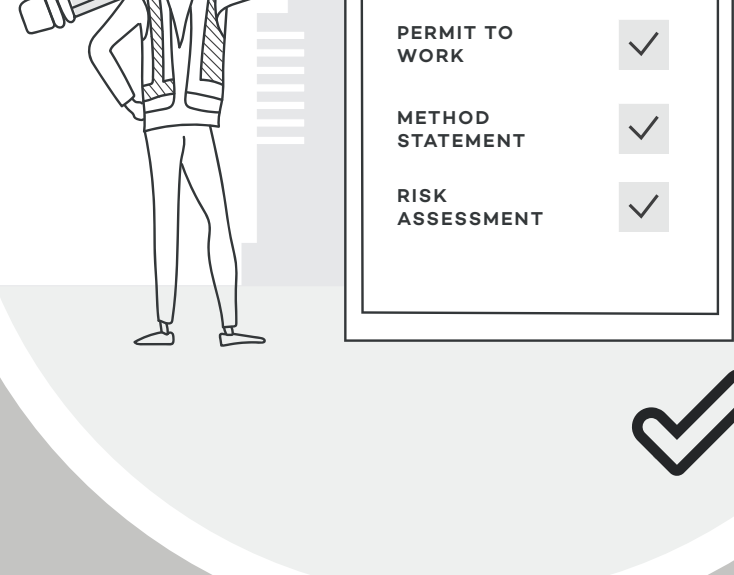 PERMIT TO
WORK
METHOD
STATEMENT
RISK
ASSESSMENT